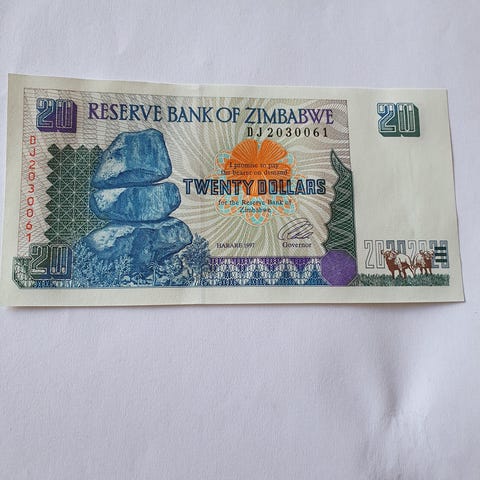 20
RESERVE BANK OF ZIMBABWE
20
DJ2030061
DJ2030061
I promise to pay
the bearer on demand
TWENTY DOLLARS
for the Reserve Bank of
Zimbabwe
HARARE 1997
Governor
20
20